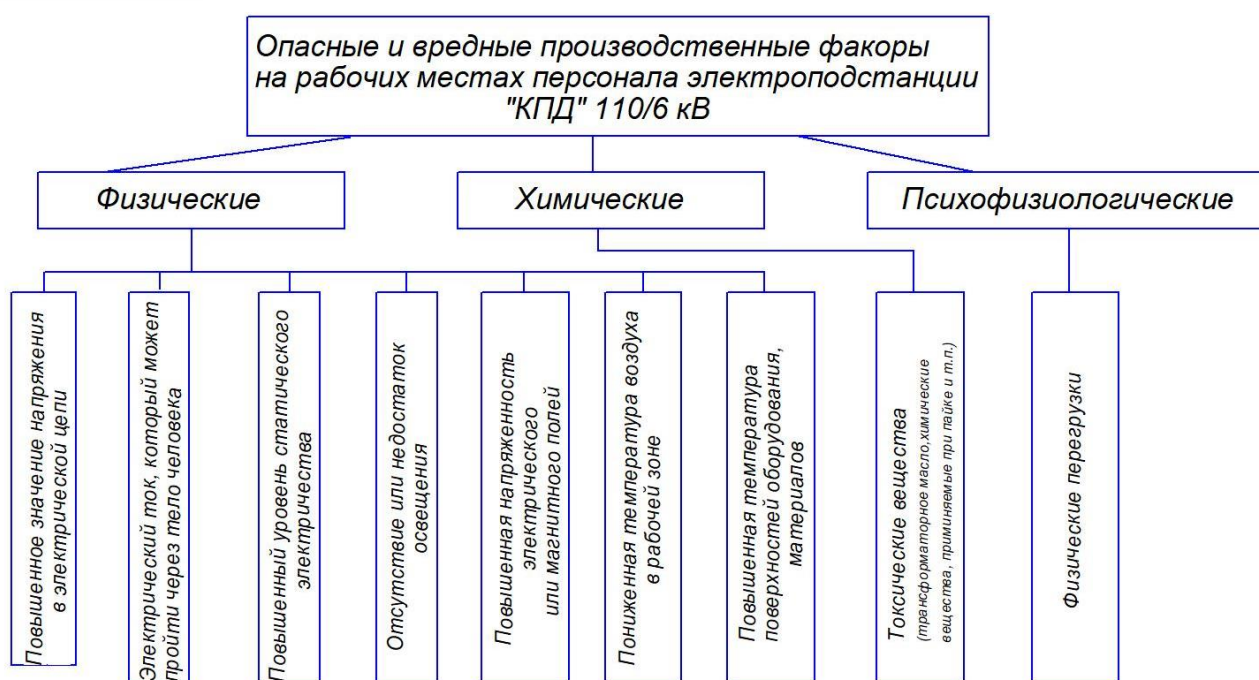 Опасные и вредные производственные факоры
на рабочих местах персонала электроподстанции
"КПД" 110/6 кВ
Физические
Химические
Психофизиологические
Повышенное значение напряжения
в электрической цепи
Электрический ток, который может
пройти через тело человека
Повышенный уровень статического
электричества
Отсутствие или недостаток
освещения
Повышенная напряженность
электрического
или магнитного полей
Пониженная температура воздуха
в рабочей зоне
Повышенная температура
поверхностей оборудования,
материалов
Токсические вещества
(трансформаторное масло,химические
вещества, приминяемые при пайке и т.п.)
Физические перегрузки